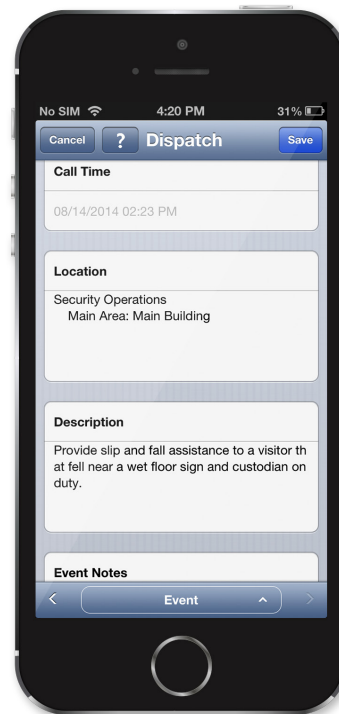 No SIM 4:20 PM 31%
Cancel ? Dispatch Save
Call Time
08/14/2014 02:23 PM
Location
Security Operations
Main Area: Main Building
Description
Provide slip and fall assistance to a visitor th
at fell near a wet floor sign and custodian on
duty.
Event Notes
Event